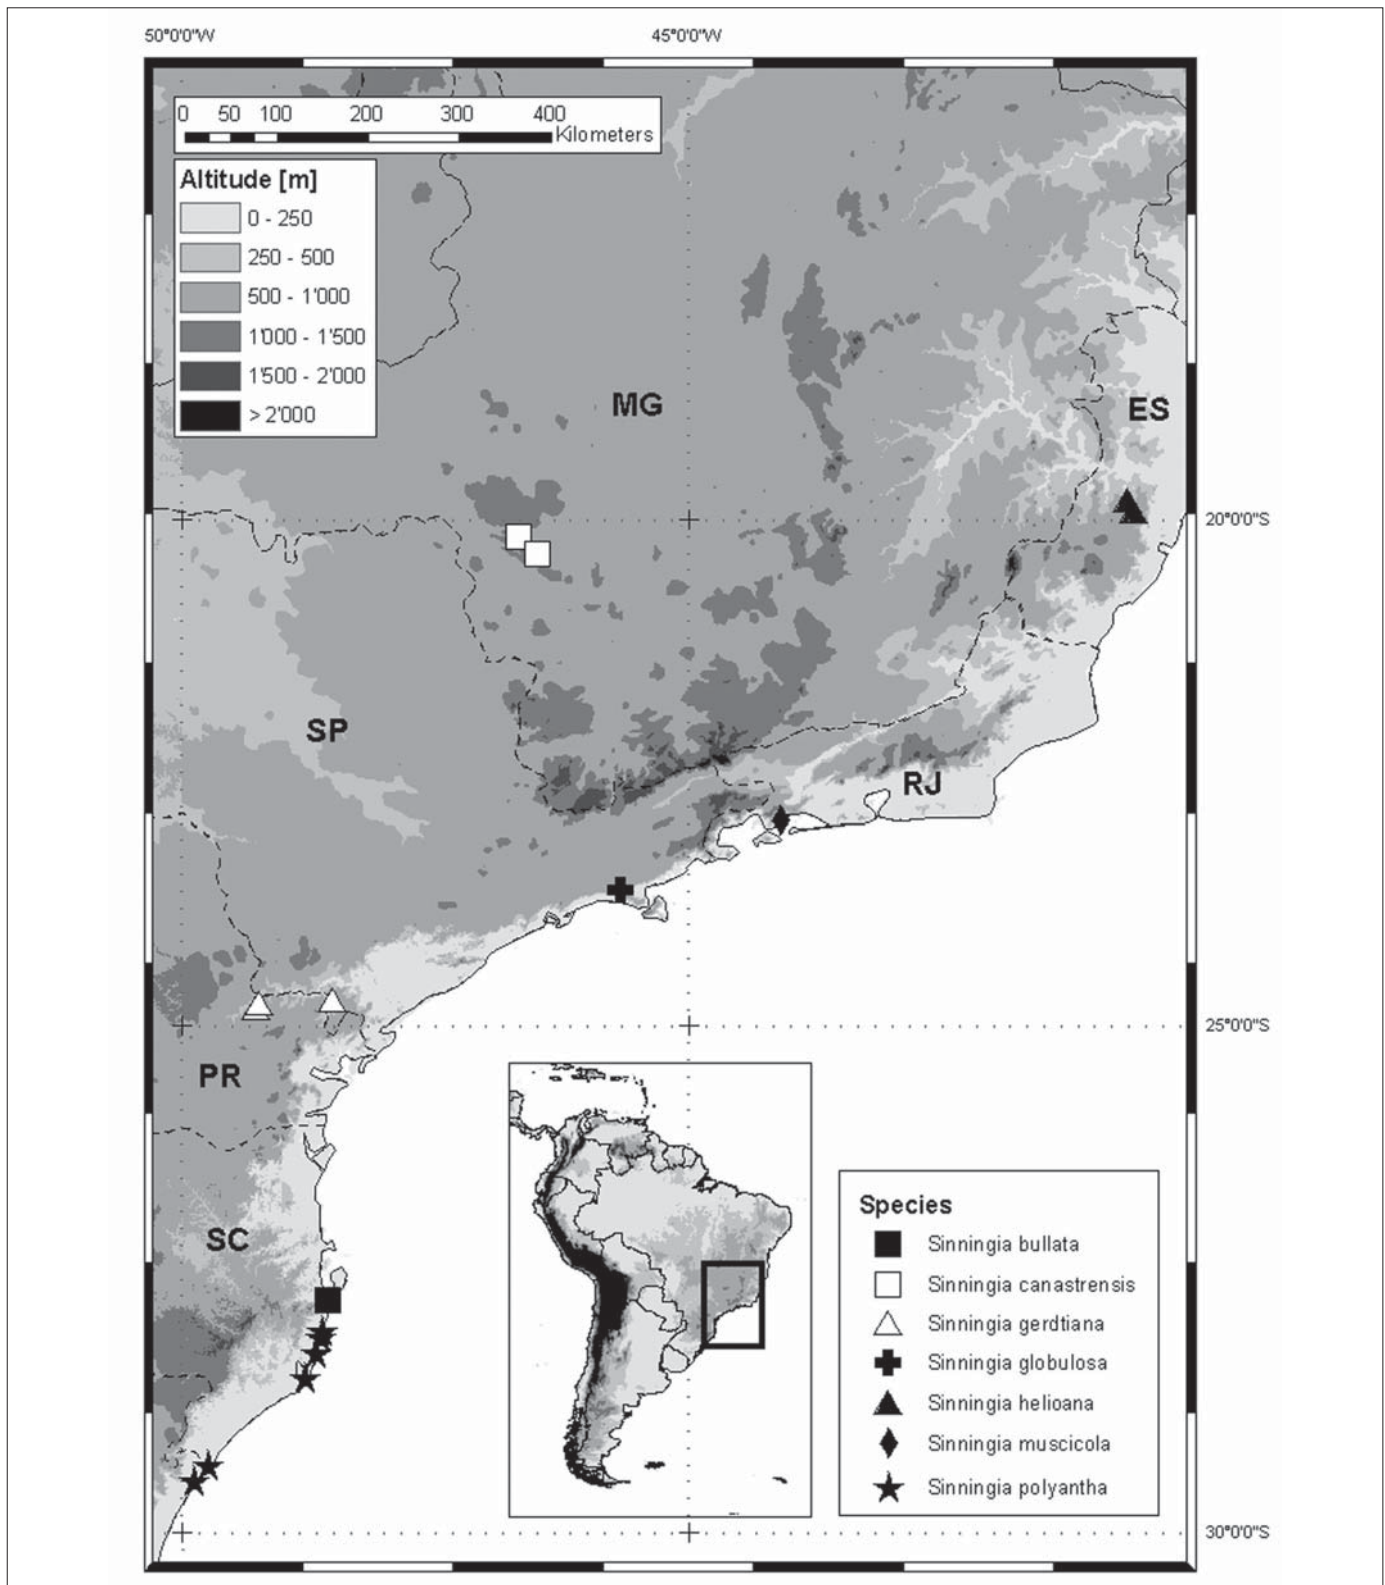 50°0'0"W 45°0'0"W
0 50 100 200 300 400
Kilometers
Altitude [m]
0 - 250
250 - 500
500 - 1'000
1'000 - 1'500
1'500 - 2'000
> 2'000
MG
ES
20°0'0"S
SP
RJ
25°0'0"S
PR
SC
Species
Sinningia bullata
Sinningia canastrensis
Sinningia gerdtiana
Sinningia globulosa
Sinningia helioana
Sinningia muscicola
Sinningia polyantha
30°0'0"S